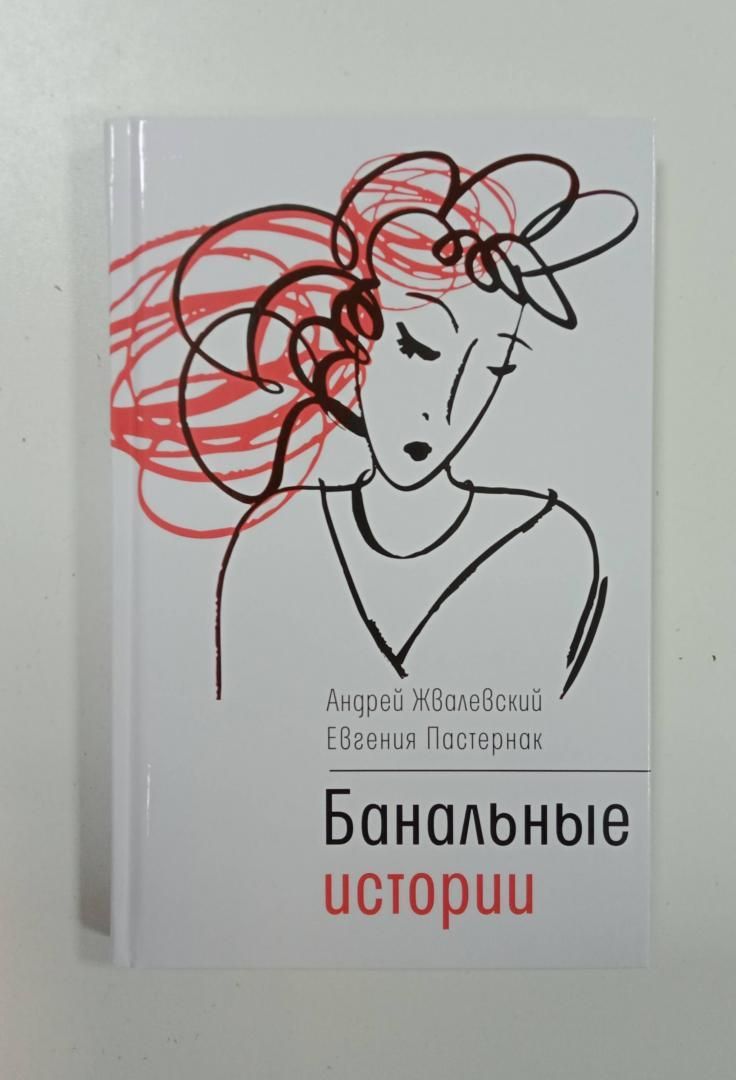 Андрей Жвалевский
Евгения Пастернак
Банальные
истории